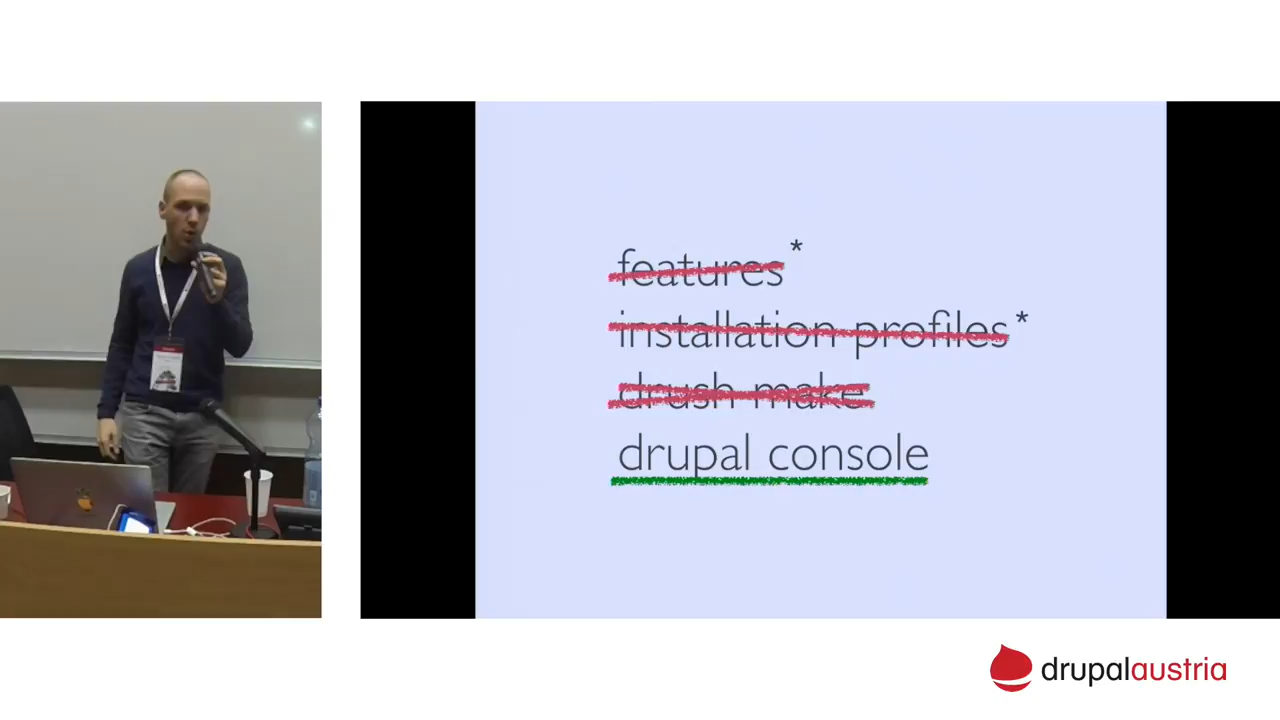 features*
installation profiles*
drush make
drupal console
drupalaustria